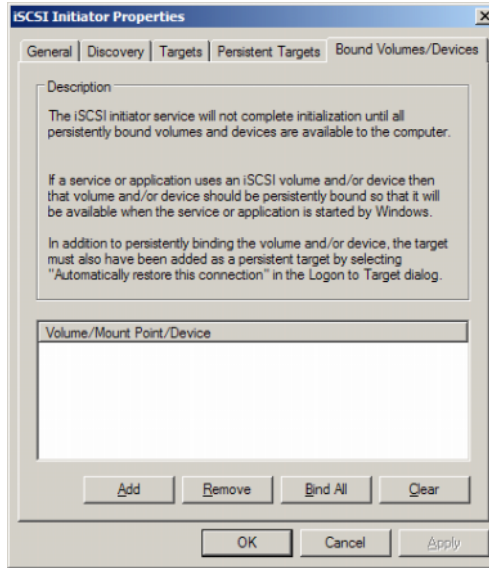 iSCSI Initiator Properties
General Discovery Targets Persistent Targets Bound Volumes/Devices
Description
The iSCSI initiator service will not complete initialization until all
persistently bound volumes and devices are available to the computer.
If a service or application uses an iSCSI volume and/or device then
that volume and/or device should be persistently bound so that it will
be available when the service or application is started by Windows.
In addition to persistently binding the volume and/or device, the target
must also have been added as a persistent target by selecting
"Automatically restore this connection" in the Logon to Target dialog.
Volume/Mount Point/Device
Add Remove Bind All Clear
OK Cancel Apply